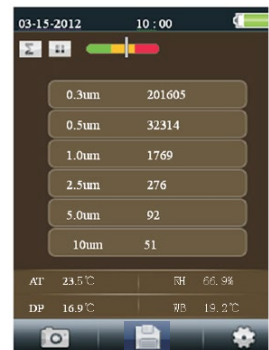 03-15-2012 10:00
Σ
0.3um 201605
0.5um 32314
1.0um 1769
2.5um 276
5.0um 92
10um 51
AT 23.5℃ RH 66.9%
DP 16.9℃ WB 19.2℃